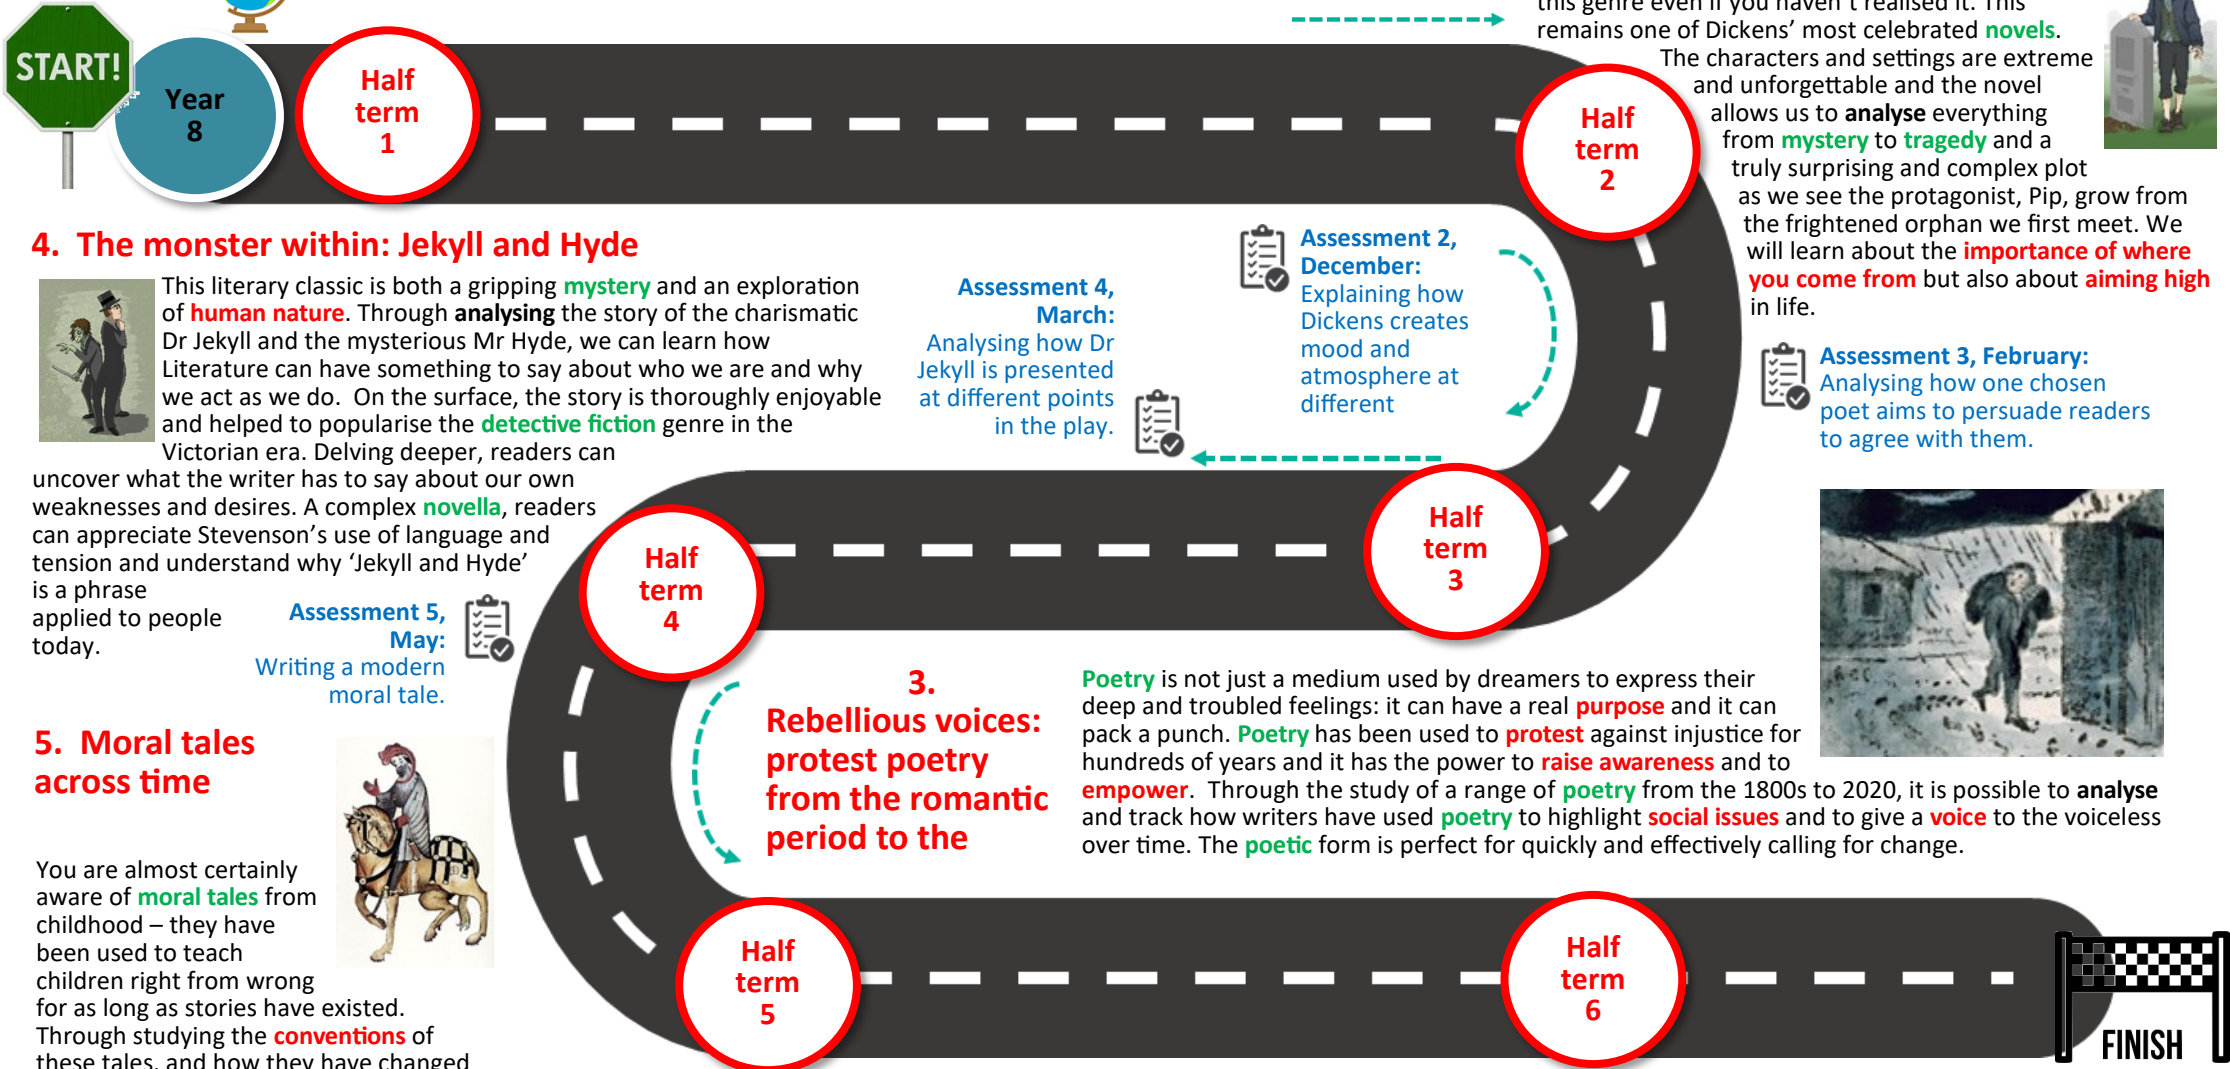 this genre even if you haven't realised it. This
remains one of Dickens' most celebrated novels.
The characters and settings are extreme
and unforgettable and the novel
allows us to analyse everything
from mystery to tragedy and a
truly surprising and complex plot
as we see the protagonist, Pip, grow from
the frightened orphan we first meet. We
will learn about the importance of where
you come from but also about aiming high
in life.
START!
Year
8
Half
term
1
Half
term
2
4. The monster within: Jekyll and Hyde
This literary classic is both a gripping mystery and an exploration
of human nature. Through analysing the story of the charismatic
Dr Jekyll and the mysterious Mr Hyde, we can learn how
Literature can have something to say about who we are and why
we act as we do. On the surface, the story is thoroughly enjoyable
and helped to popularise the detective fiction genre in the
Victorian era. Delving deeper, readers can
uncover what the writer has to say about our own
weaknesses and desires. A complex novella, readers
can appreciate Stevenson's use of language and
tension and understand why 'Jekyll and Hyde'
is a phrase
applied to people
today.
Assessment 4,
March:
Analysing how Dr
Jekyll is presented
at different points
in the play.
Assessment 2,
December:
Explaining how
Dickens creates
mood and
atmosphere at
different
Assessment 3, February:
Analysing how one chosen
poet aims to persuade readers
to agree with them.
Half
term
3
Half
term
4
Assessment 5,
May:
Writing a modern
moral tale.
3.
Rebellious voices:
protest poetry
from the romantic
period to the
Poetry is not just a medium used by dreamers to express their
deep and troubled feelings: it can have a real purpose and it can
pack a punch. Poetry has been used to protest against injustice for
hundreds of years and it has the power to raise awareness and to
empower. Through the study of a range of poetry from the 1800s to 2020, it is possible to analyse
and track how writers have used poetry to highlight social issues and to give a voice to the voiceless
over time. The poetic form is perfect for quickly and effectively calling for change.
5. Moral tales
across time
You are almost certainly
aware of moral tales from
childhood – they have
been used to teach
children right from wrong
for as long as stories have existed.
Through studying the conventions of
these tales, and how they have changed
Half
term
5
Half
term
6
FINISH